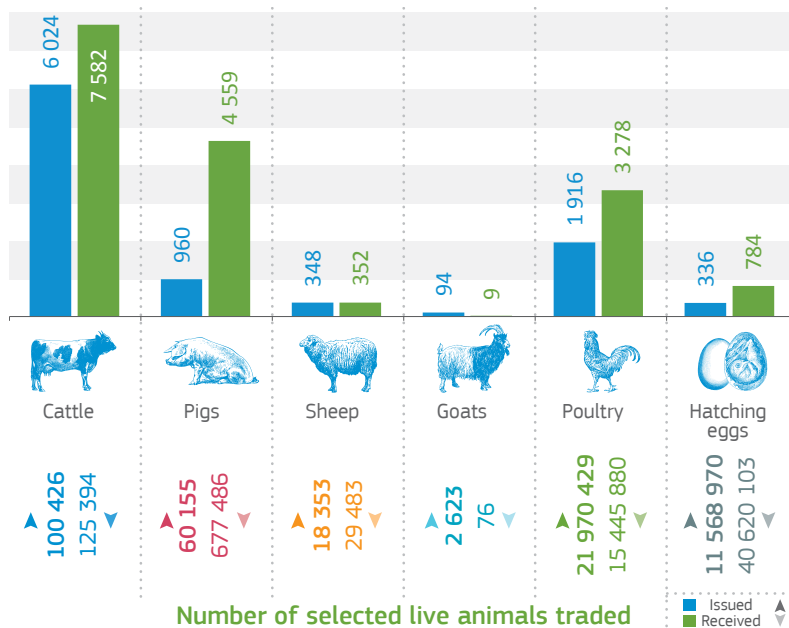 6 024
7 582
960
4 559
348
352
94
9
1 916
3 278
336
784
Cattle
Pigs
Sheep
Goats
Poultry
Hatching
eggs
100 426
125 394
60 155
677 486
18 353
29 483
2 623
76
21 970 429
15 445 880
11 568 970
40 620 103
Number of selected live animals traded
Issued
Received